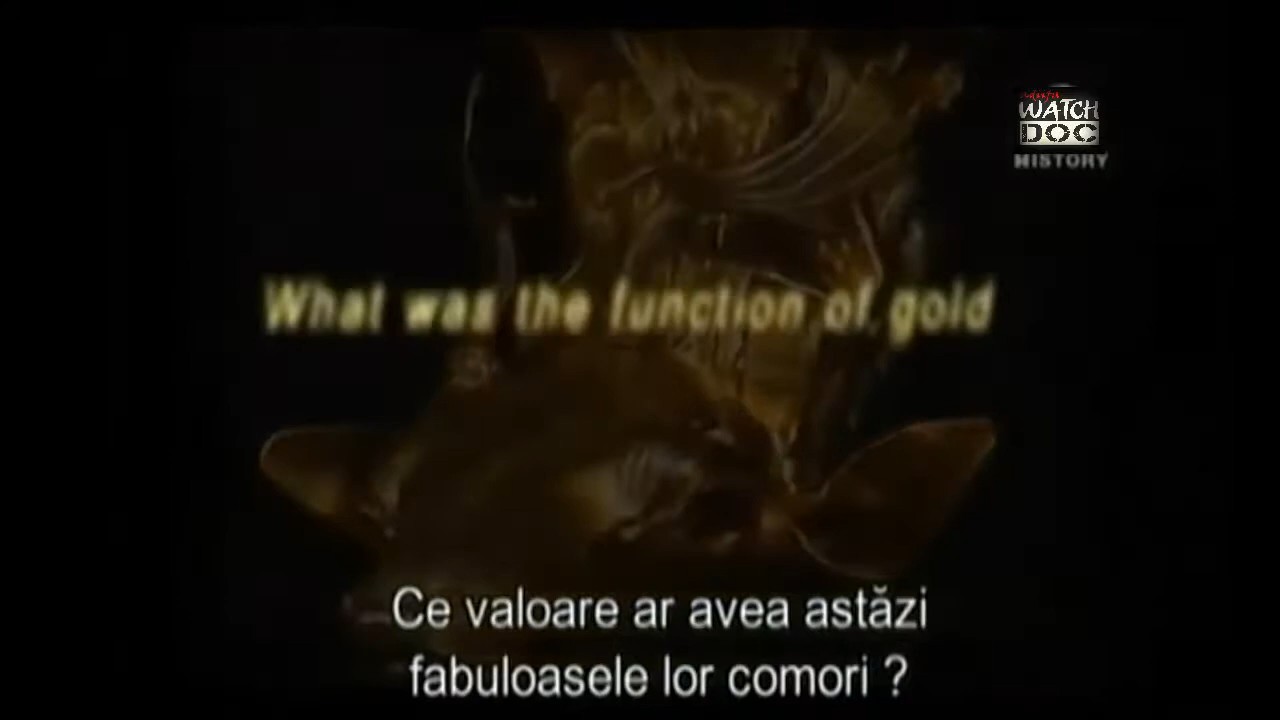 WATCH
DOC
HISTORY
What was the function of gold
Ce valoare ar avea astăzi
fabuloasele lor comori ?